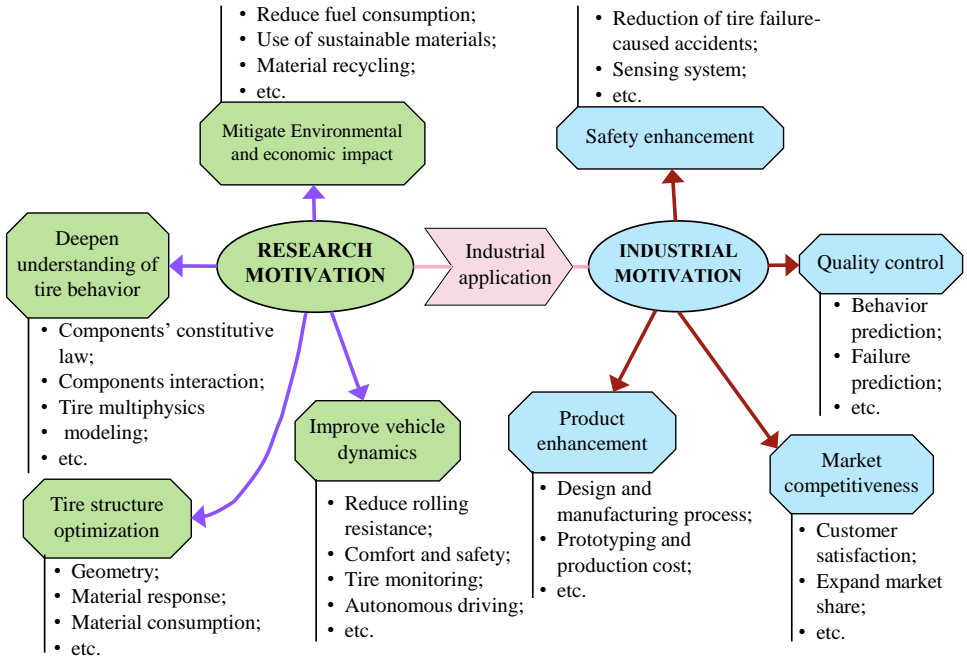 • Reduce fuel consumption;
• Use of sustainable materials;
• Material recycling;
• etc.
Mitigate Environmental
and economic impact
• Reduction of tire failure-
caused accidents;
• Sensing system;
• etc.
Safety enhancement
Deepen
understanding of
tire behavior
RESEARCH
MOTIVATION
Industrial
application
INDUSTRIAL
MOTIVATION
Quality control
• Components’ constitutive
law;
• Components interaction;
• Tire multiphysics
• modeling;
• etc.
• Behavior
prediction;
• Failure
prediction;
• etc.
Tire structure
optimization
• Geometry;
• Material response;
• Material consumption;
• etc.
Improve vehicle
dynamics
• Reduce rolling
resistance;
• Comfort and safety;
• Tire monitoring;
• Autonomous driving;
• etc.
Product
enhancement
• Design and
manufacturing process;
• Prototyping and
production cost;
• etc.
Market
competitiveness
• Customer
satisfaction;
• Expand market
share;
• etc.